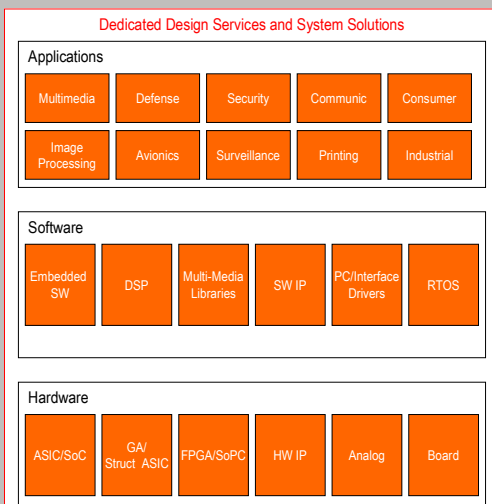 Dedicated Design Services and System Solutions
Applications
Multimedia
Defense
Security
Communic
Consumer
Image
Processing
Avionics
Surveillance
Printing
Industrial
Software
Embedded
SW
DSP
Multi-Media
Libraries
SW IP
PC/Interface
Drivers
RTOS
Hardware
ASIC/SoC
GA/
Struct ASIC
FPGA/SoPC
HW IP
Analog
Board